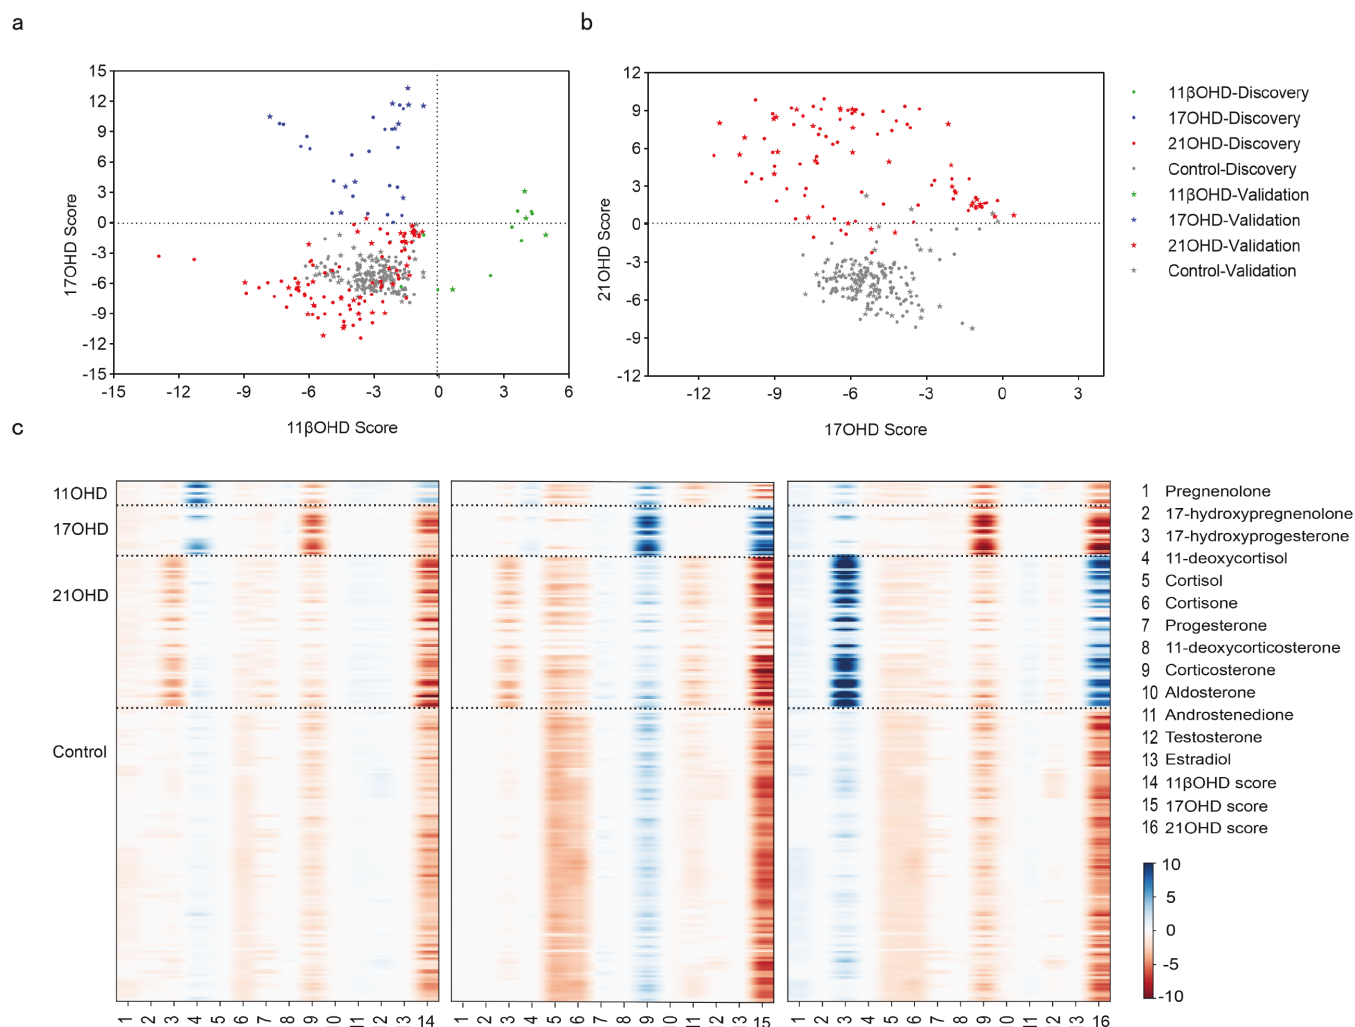 a
b
15
12
9
6
3
0
-3
-6
-9
-12
-15
17OHD Score
-15
-12
-9
-6
-3
0
3
6
11βOHD Score
12
9
6
3
0
-3
-6
-9
-12
21OHD Score
-12
-9
-6
-3
0
3
17OHD Score
11βOHD-Discovery
17OHD-Discovery
21OHD-Discovery
Control-Discovery
11βOHD-Validation
17OHD-Validation
21OHD-Validation
Control-Validation
c
11OHD
17OHD
21OHD
Control
1 2 3 4 5 6 7 8 9 10 11 12 13 14
1 2 3 4 5 6 7 8 9 10 11 12 13 15
1 2 3 4 5 6 7 8 9 10 11 12 13 16
1 Pregnenolone
2 17-hydroxypregnenolone
3 17-hydroxyprogesterone
4 11-deoxycortisol
5 Cortisol
6 Cortisone
7 Progesterone
8 11-deoxycorticosterone
9 Corticosterone
10 Aldosterone
11 Androstenedione
12 Testosterone
13 Estradiol
14 11βOHD score
15 17OHD score
16 21OHD score
10
5
0
-5
-10